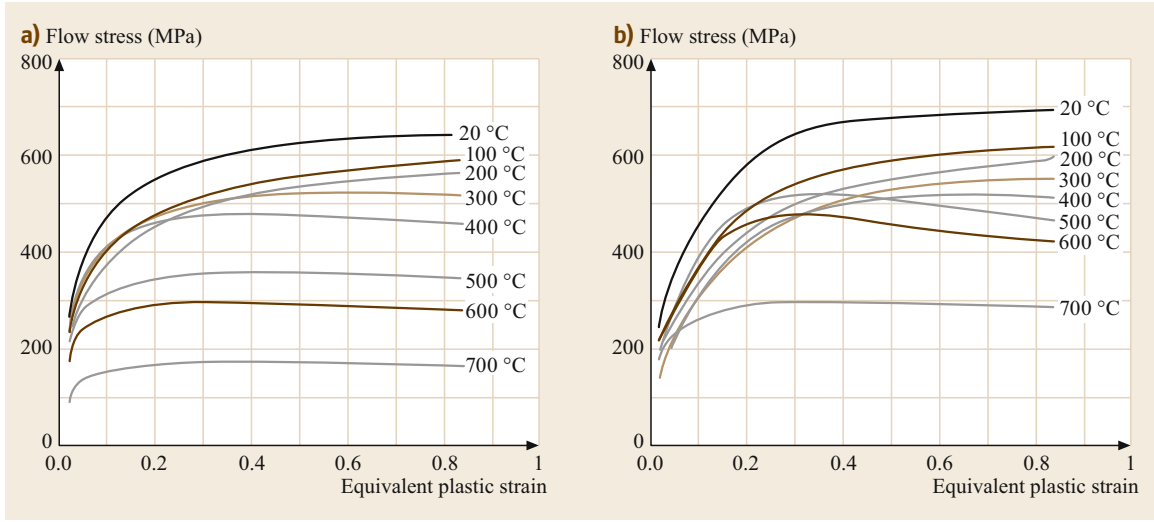 a) Flow stress (MPa)
800
600
400
200
0
20 °C
100 °C
200 °C
300 °C
400 °C
500 °C
600 °C
700 °C
0.0 0.2 0.4 0.6 0.8 1
Equivalent plastic strain
b) Flow stress (MPa)
800
600
400
200
0
20 °C
100 °C
200 °C
300 °C
400 °C
500 °C
600 °C
700 °C
0.0 0.2 0.4 0.6 0.8 1
Equivalent plastic strain